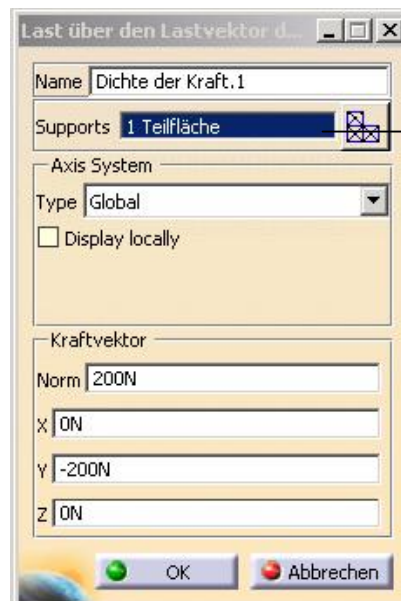 Last über den Lastvektor d...
Name Dichte der Kraft.1
Supports 1 Teilfläche
Axis System
Type Global
Display locally
Kraftvektor
Norm 200N
X 0N
Y -200N
Z 0N
OK Abbrechen